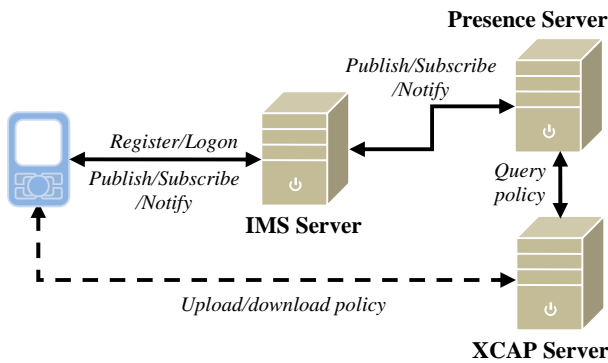 Presence Server
Publish/Subscribe
/Notify
Register/Logon
Publish/Subscribe
/Notify
IMS Server
Query
policy
Upload/download policy
XCAP Server